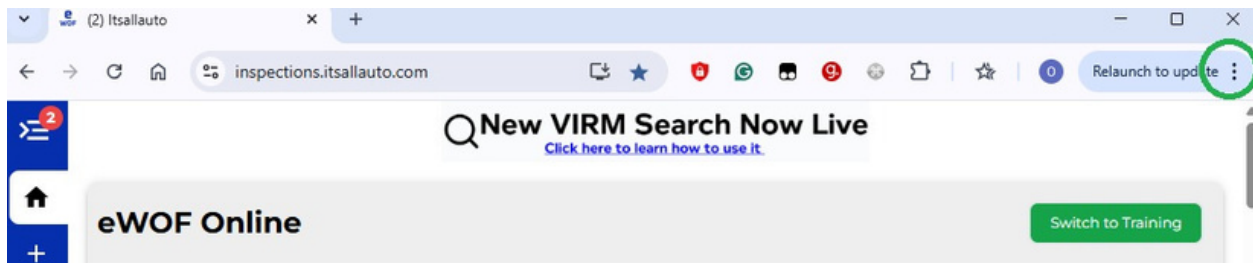 e
WOF
(2) Itsallauto
inspections.itsallauto.com
O
Relaunch to update
2
New VIRM Search Now Live
Click here to learn how to use it
eWOF Online
Switch to Training